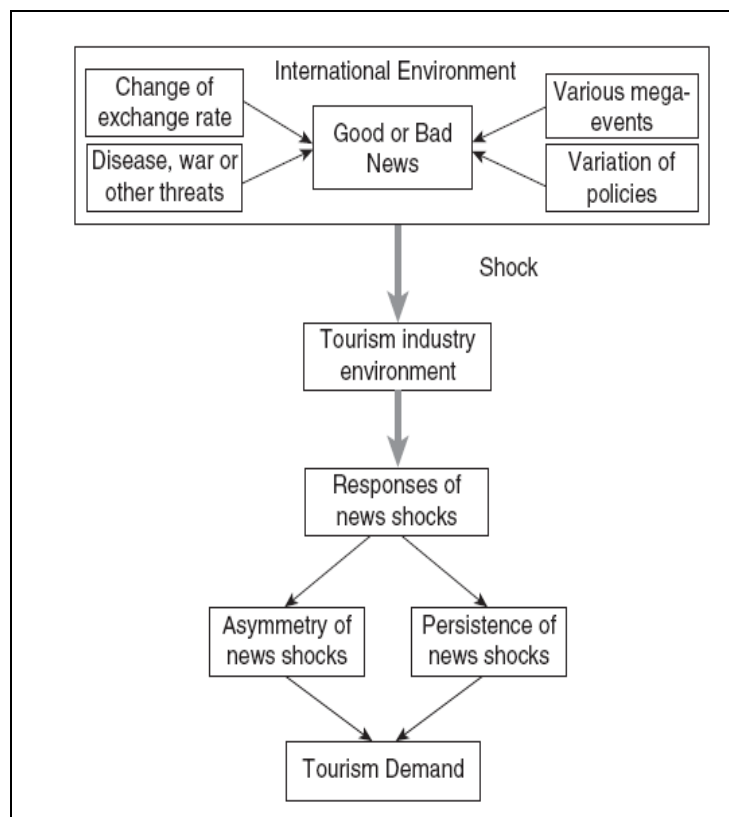 International Environment
Change of
exchange rate
Disease, war or
other threats
Good or Bad
News
Various mega-
events
Variation of
policies
Shock
Tourism industry
environment
Responses of
news shocks
Asymmetry of
news shocks
Persistence of
news shocks
Tourism Demand